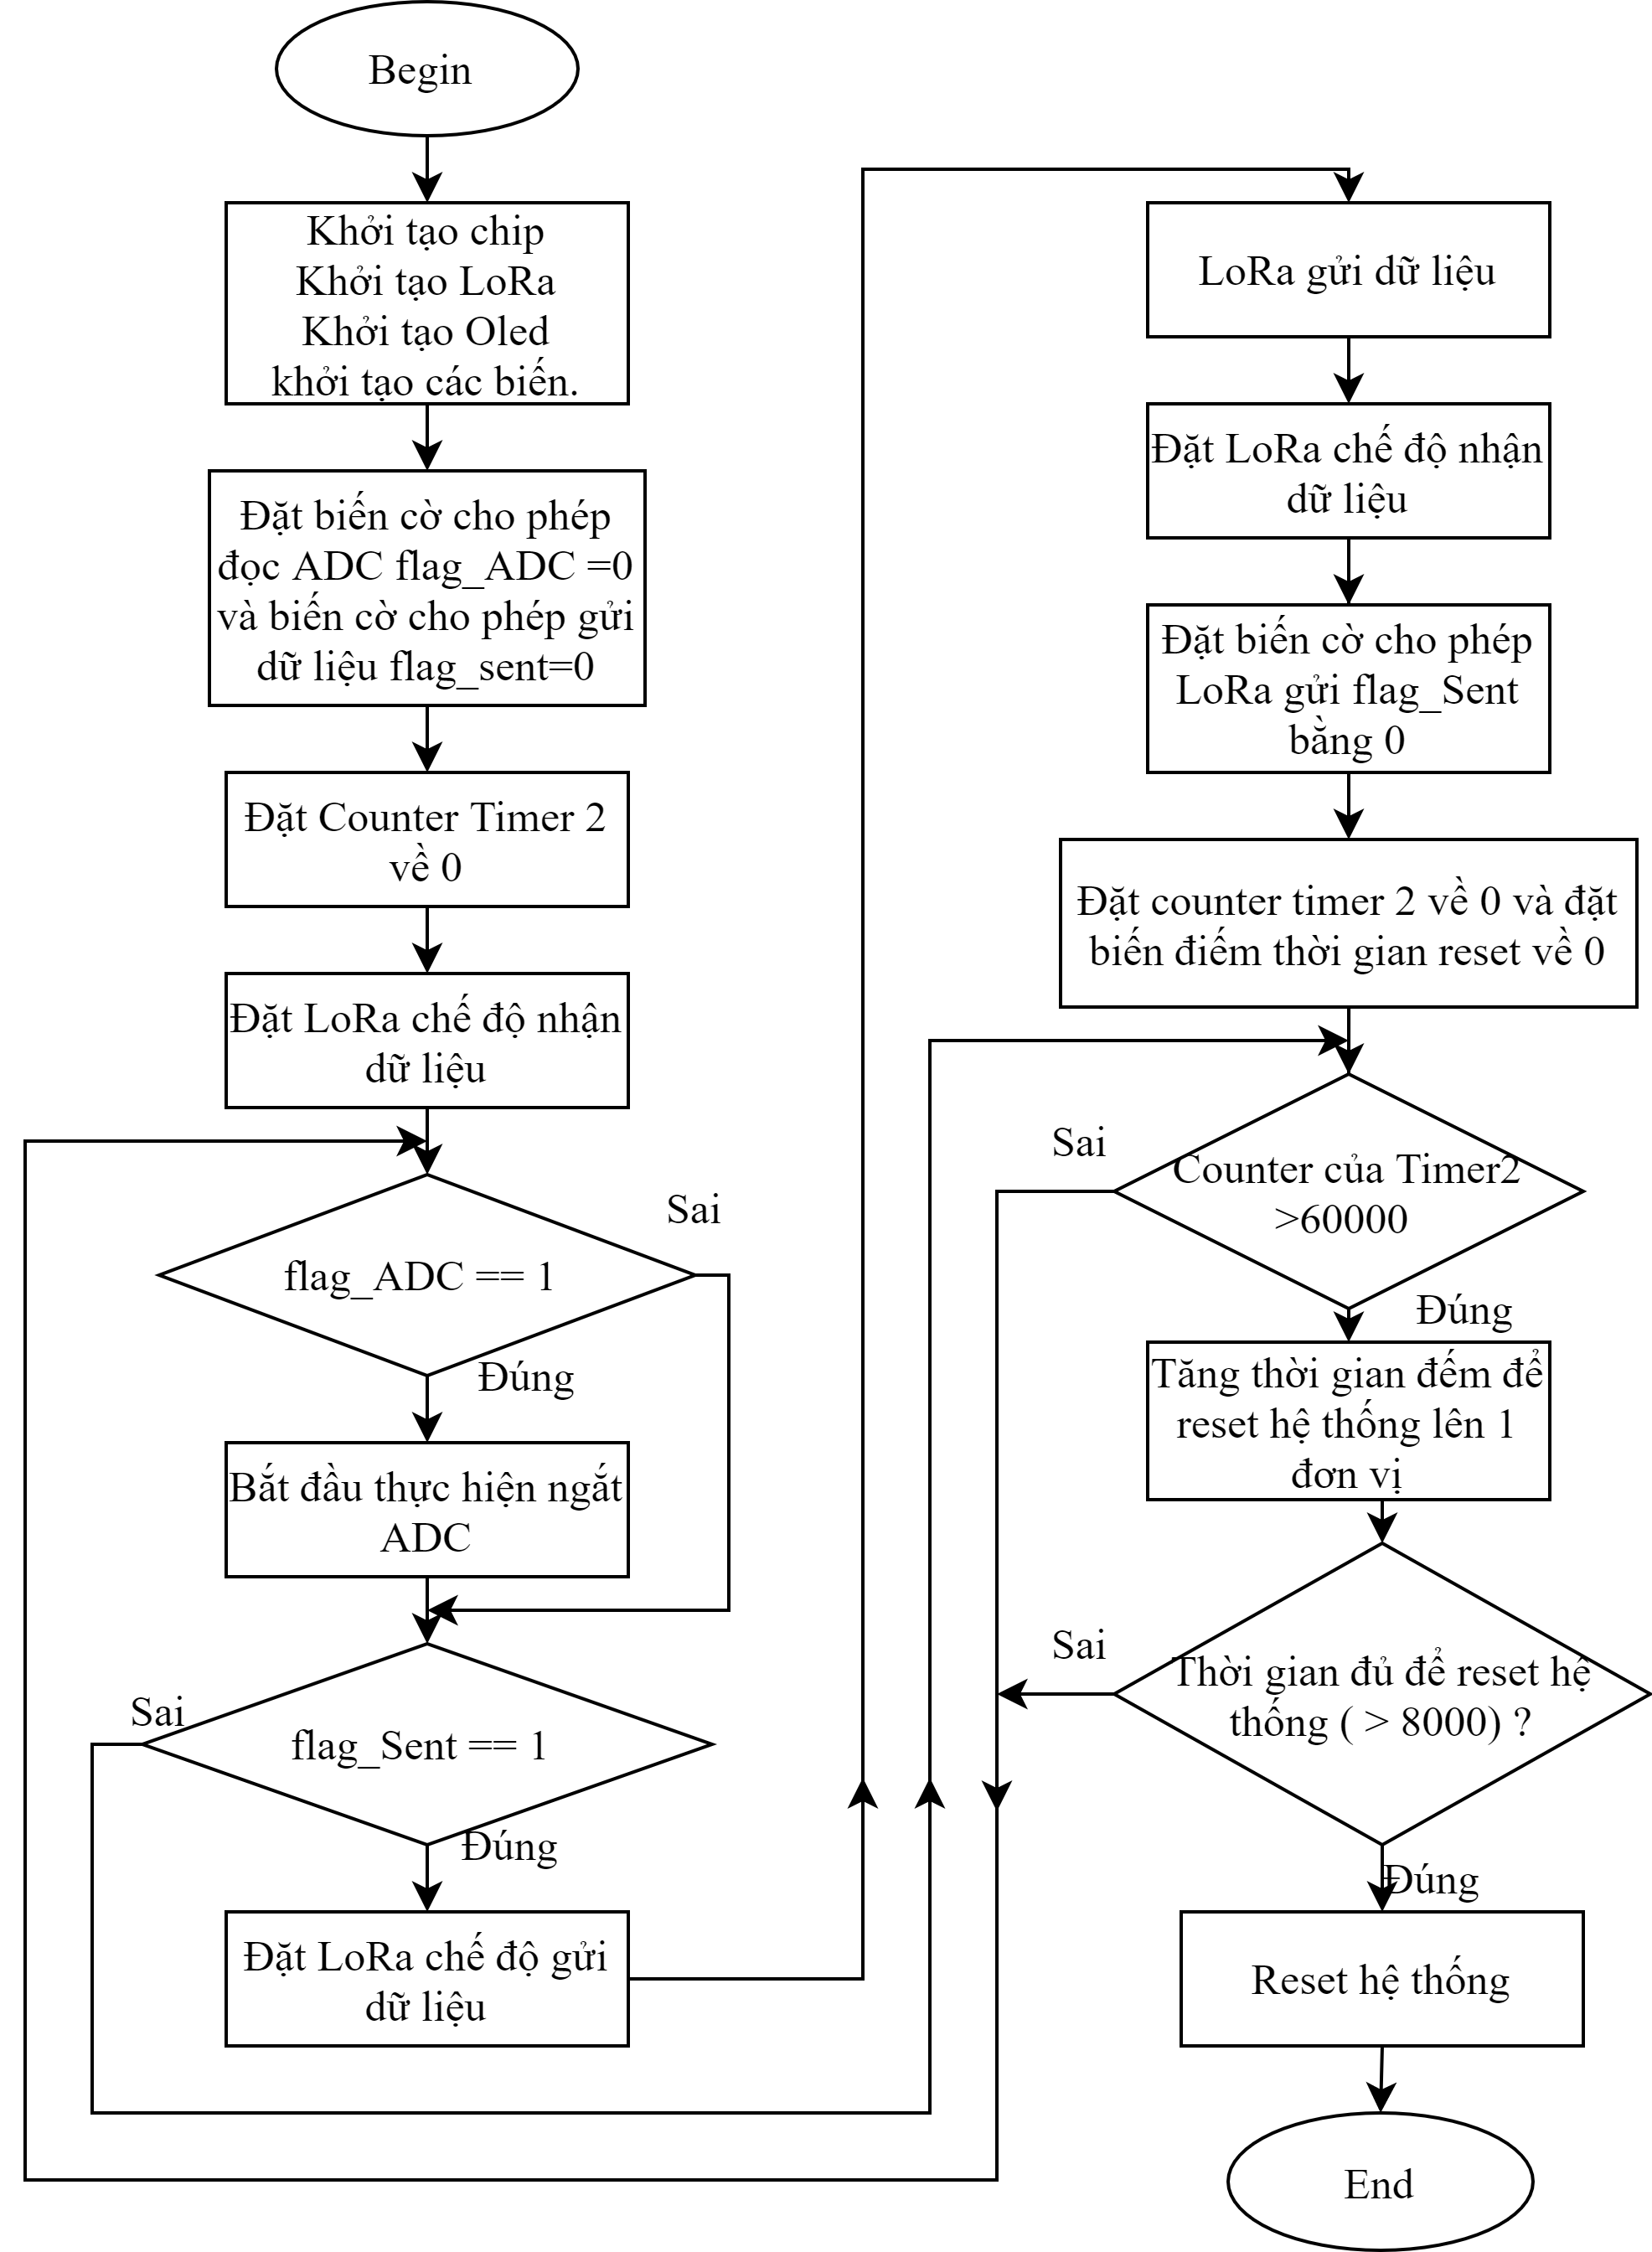 Begin
Khởi tạo chip
Khởi tạo LoRa
Khởi tạo Oled
khởi tạo các biến.
Đặt biến cờ cho phép
đọc ADC flag_ADC =0
và biến cờ cho phép gửi
dữ liệu flag_sent=0
Đặt Counter Timer 2
về 0
Đặt LoRa chế độ nhận
dữ liệu
Sai
flag_ADC == 1
Đúng
Bắt đầu thực hiện ngắt
ADC
Sai
flag_Sent == 1
Đúng
Đặt LoRa chế độ gửi
dữ liệu
LoRa gửi dữ liệu
Đặt LoRa chế độ nhận
dữ liệu
Đặt biến cờ cho phép
LoRa gửi flag_Sent
bằng 0
Đặt counter timer 2 về 0 và đặt
biến điếm thời gian reset về 0
Sai
Counter của Timer2
>60000
Đúng
Tăng thời gian đếm để
reset hệ thống lên 1
đơn vị
Sai
Thời gian đủ để reset hệ
thống ( > 8000) ?
Đúng
Reset hệ thống
End